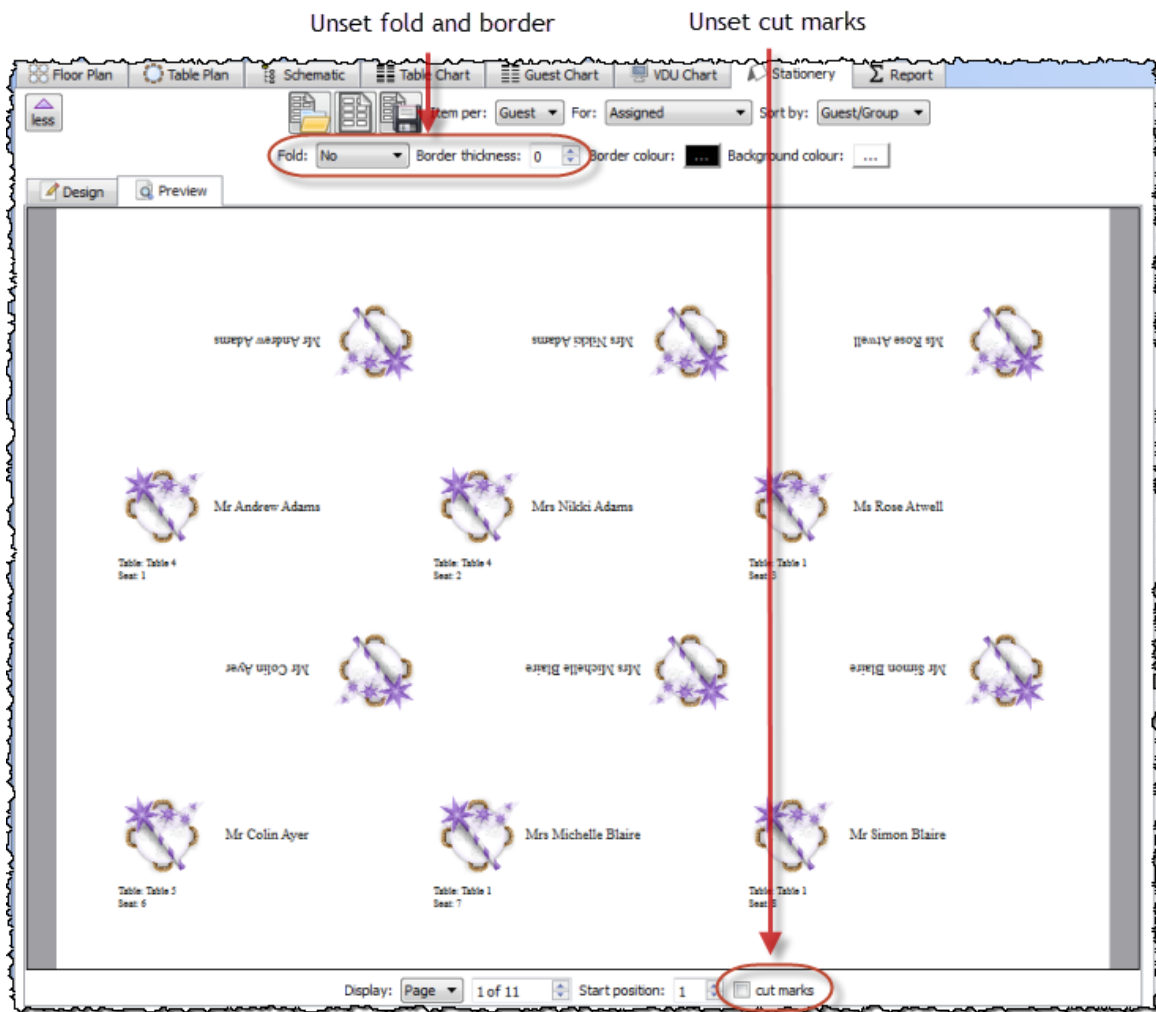 Unset fold and border Unset cut marks
Floor Plan Table Plan Schematic Table Chart Guest Chart VDU Chart Stationery Σ Report
less Item per: Guest For: Assigned Sort by: Guest/Group
Fold: No Border thickness: 0 Border colour: ... Background colour: ...
Design Preview
Mr Andrew Adams Mrs Nikki Adams Ms Rose Atwell
Mr Andrew Adams Mrs Nikki Adams Ms Rose Atwell
Table: Table 4 Table: Table 4 Table: Table 1
Seat: 1 Seat: 2 Seat:
Mr Colin Ayer Mrs Michelle Blaire Mr Simon Blaire
Mr Colin Ayer Mrs Michelle Blaire Mr Simon Blaire
Table: Table 5 Table: Table 1 Table: Table 1
Seat: 6 Seat: 7 Seat:
Display: Page 1 of 11 Start position: 1 cut marks